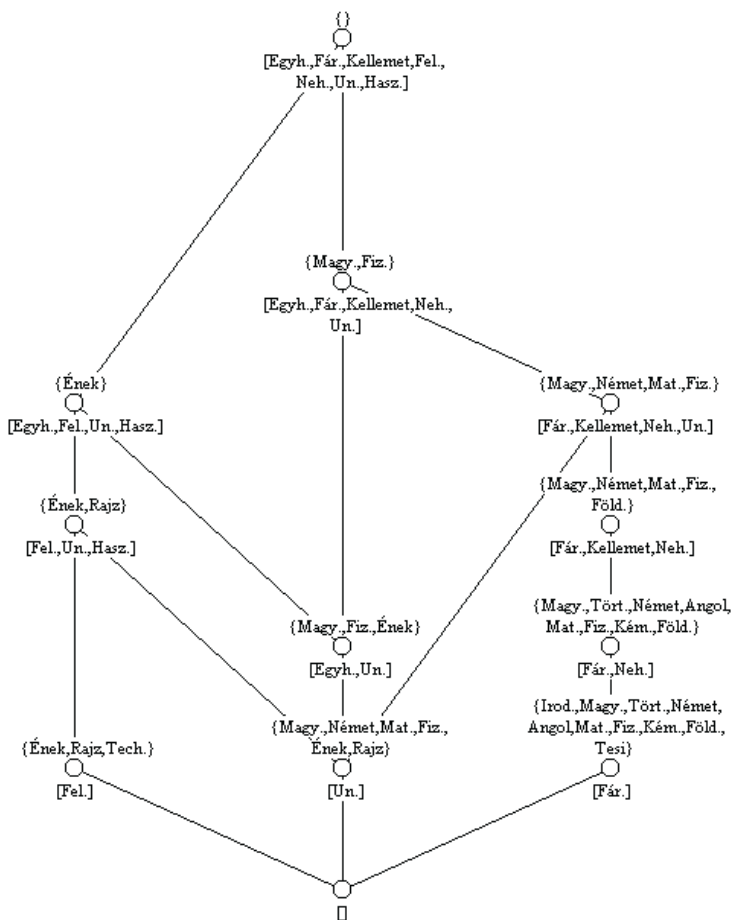 {}
[Egyh.,Fár.,Kellemet,Fel.,
Neh.,Un.,Hasz.]
{Magy.,Fiz.}
[Egyh.,Fár.,Kellemet,Neh.,
Un.]
{Ének}
[Egyh.,Fel.,Un.,Hasz.]
{Magy.,Német,Mat.,Fiz.}
[Fár.,Kellemet,Neh.,Un.]
{Ének,Rajz}
[Fel.,Un.,Hasz.]
{Magy.,Német,Mat.,Fiz.,
Föld.}
[Fár.,Kellemet,Neh.]
{Magy.,Fiz.,Ének}
[Egyh.,Un.]
{Magy.,Tört.,Német,Angol,
Mat.,Fiz.,Kém.,Föld.}
[Fár.,Neh.]
{Ének,Rajz,Tech.}
[Fel.]
{Magy.,Német,Mat.,Fiz.,
Ének,Rajz}
[Un.]
{Irod.,Magy.,Tört.,Német,
Angol,Mat.,Fiz.,Kém.,Föld.,
Tesi}
[Fár.]
[]